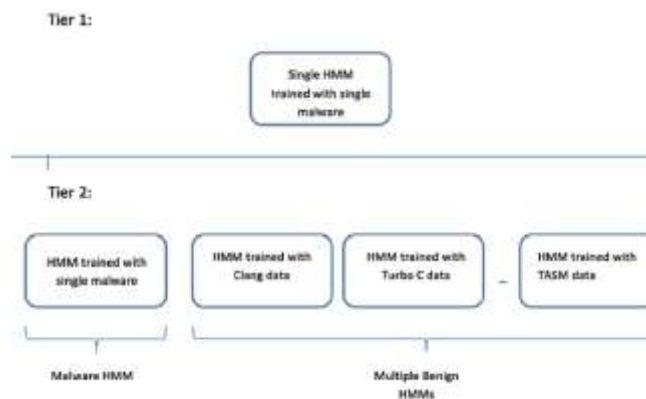 Tier 1:
Single HMM
trained with single
malware
Tier 2:
HMM trained with
single malware
HMM trained with
Clang data
HMM trained with
Turbo C data
...
HMM trained with
TASM data
Malware HMM
Multiple Benign
HMMs